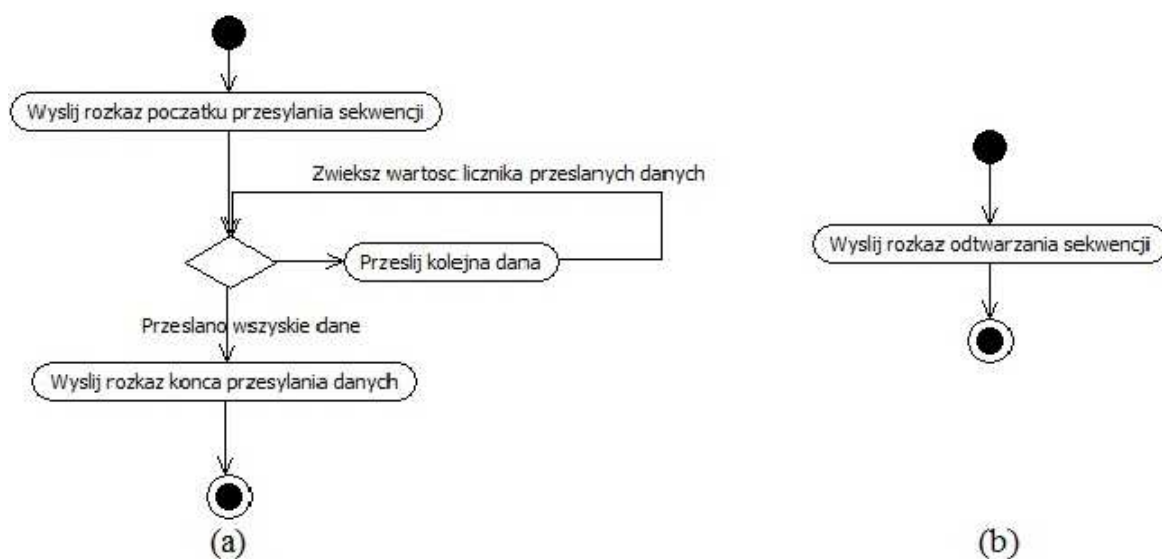 Wyslij rozkaz poczatku przesylania sekwencji
Zwieksz wartosc licznika przeslanych danych
Przeslij kolejna dana
Przeslano wszyskie dane
Wyslij rozkaz konca przesylania danych
(a)
Wyslij rozkaz odtwarzania sekwencji
(b)